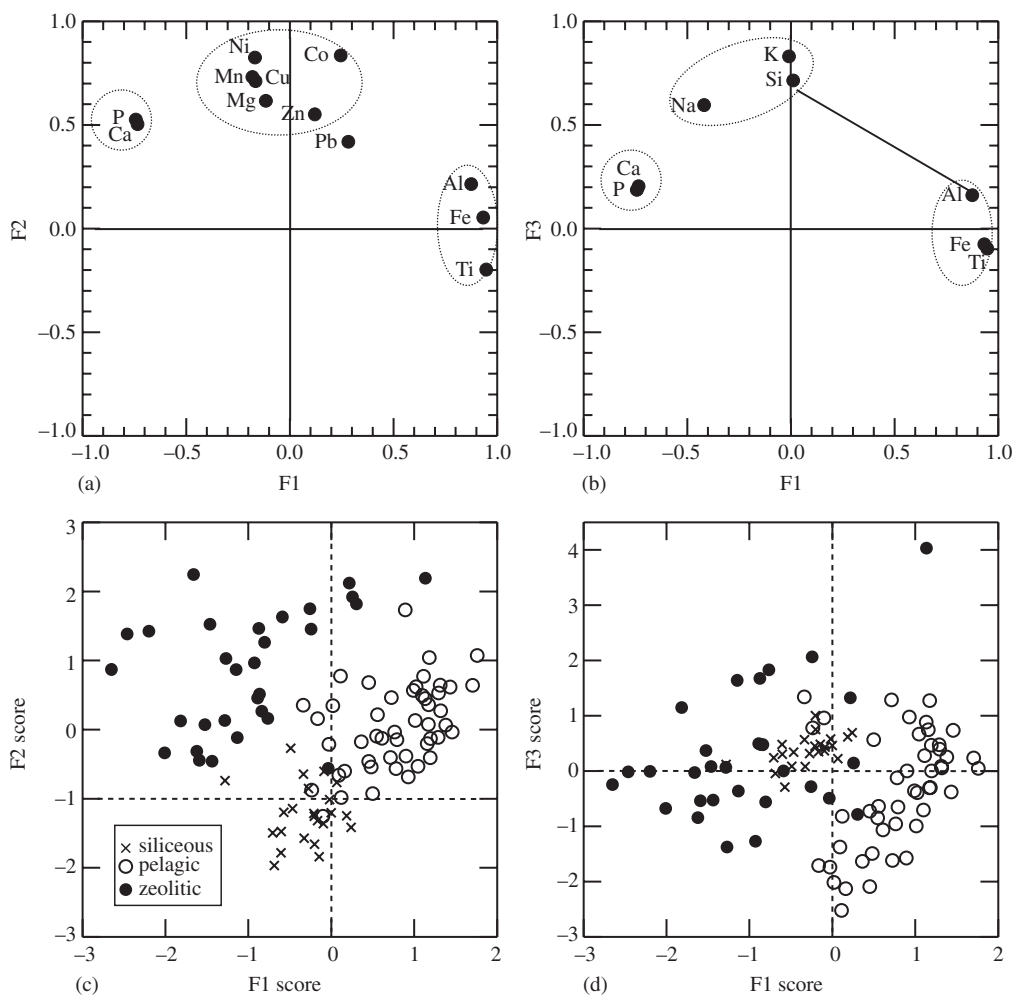 1.0
0.5
0.0
−0.5
−1.0
F2
Ni
Co
Mn
Cu
Mg
Zn
P
Ca
Pb
Al
Fe
Ti
−1.0
−0.5
0.0
0.5
1.0
(a)
F1
1.0
0.5
0.0
−0.5
−1.0
F3
K
Si
Na
Ca
P
Al
Fe
Ti
−1.0
−0.5
0.0
0.5
1.0
(b)
F1
3
2
1
0
−1
−2
−3
F2 score
siliceous
pelagic
zeolitic
−3
−2
−1
0
1
2
(c)
F1 score
4
3
2
1
0
−1
−2
−3
F3 score
−3
−2
−1
0
1
2
(d)
F1 score